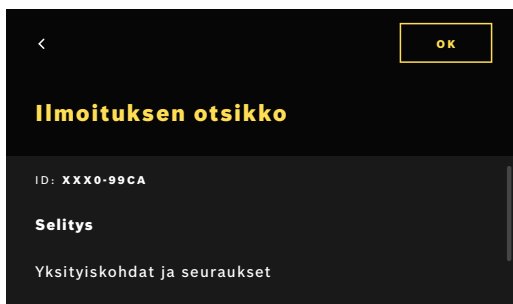 OK
Ilmoituksen otsikko
ID: XXX0-99CA
Selitys
Yksityiskohdat ja seuraukset